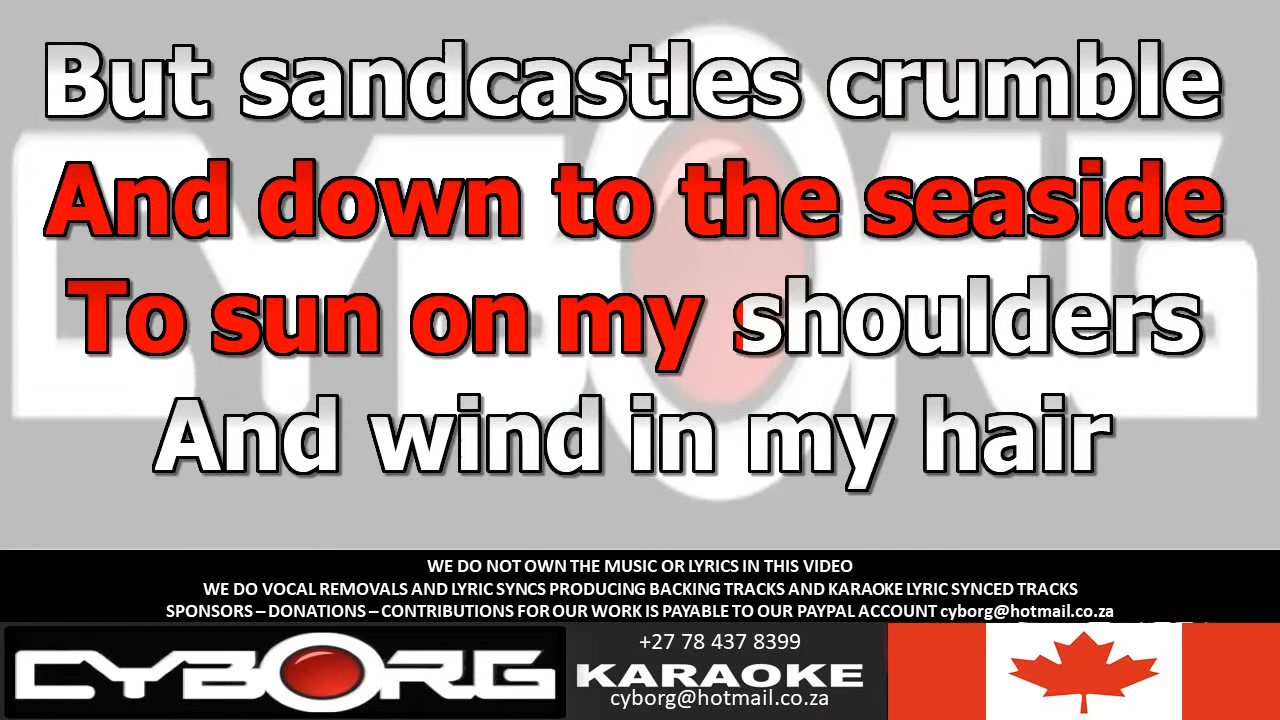 But sandcastles crumble
And down to the seaside
To sun on my shoulders
And wind in my hair
WE DO NOT OWN THE MUSIC OR LYRICS IN THIS VIDEO
WE DO VOCAL REMOVALS AND LYRIC SYNCS PRODUCING BACKING TRACKS AND KARAOKE LYRIC SYNCED TRACKS
SPONSORS – DONATIONS – CONTRIBUTIONS FOR OUR WORK IS PAYABLE TO OUR PAYPAL ACCOUNT cyborg@hotmail.co.za
CYBORG
+27 78 437 8399
KARAOKE
cyborg@hotmail.co.za